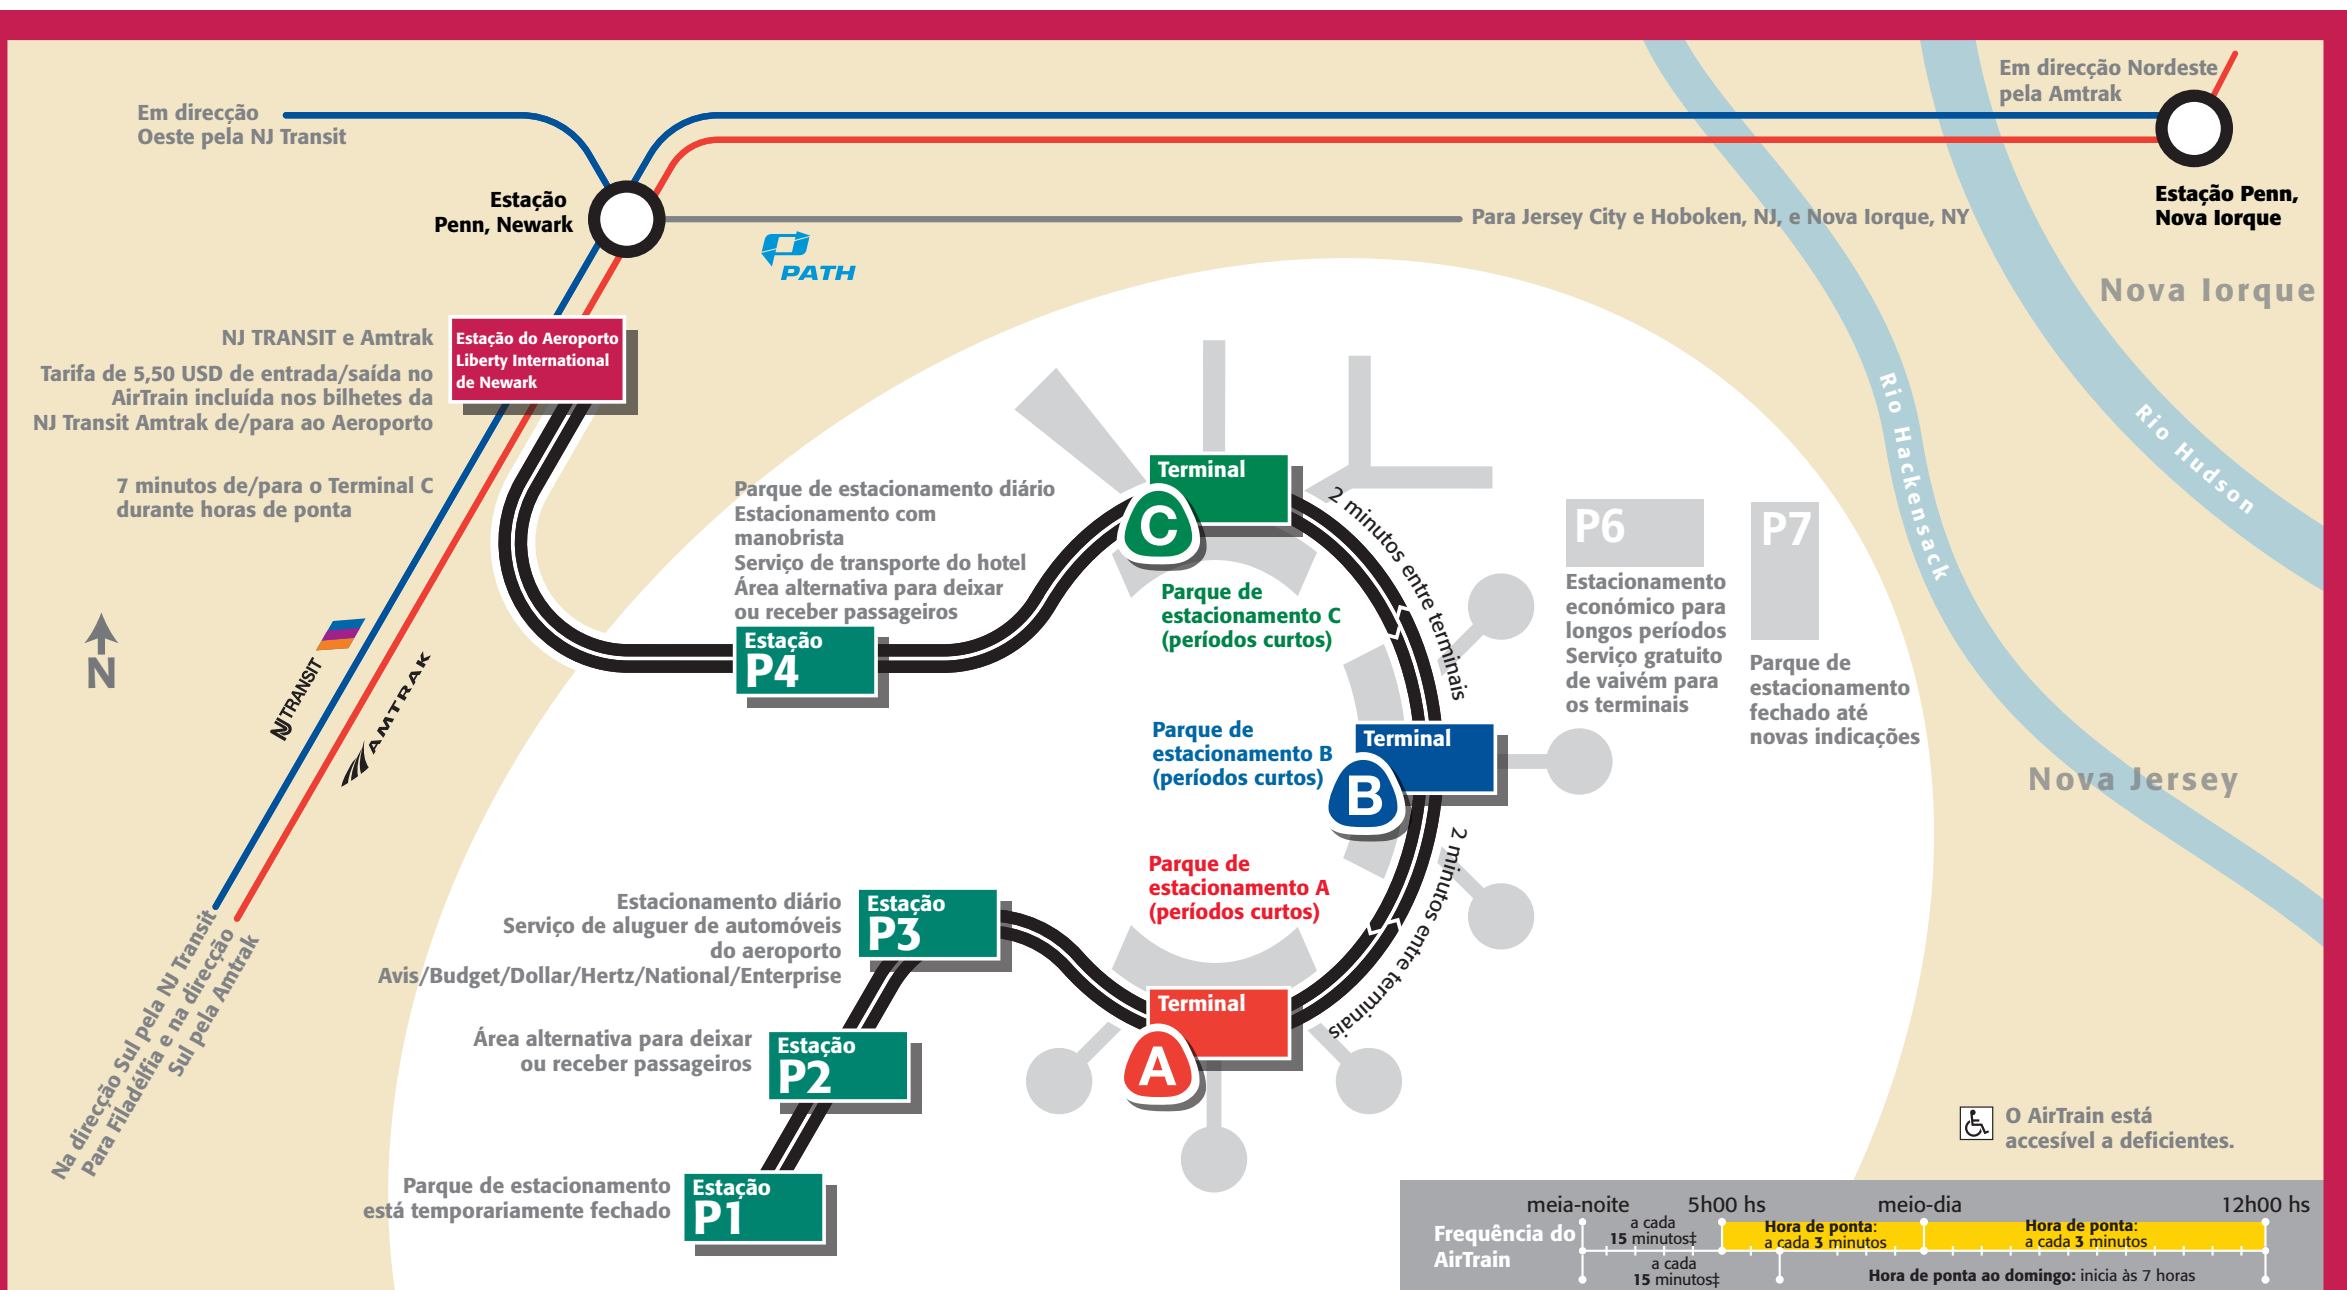 Em direcção
Oeste pela NJ Transit
Em direcção Nordeste
pela Amtrak
Estação
Penn, Newark
Para Jersey City e Hoboken, NJ, e Nova Iorque, NY
Estação Penn,
Nova Iorque
PATH
Nova Iorque
NJ TRANSIT e Amtrak
Tarifa de 5,50 USD de entrada/saída no
AirTrain incluída nos bilhetes da
NJ Transit Amtrak de/para ao Aeroporto
7 minutos de/para o Terminal C
durante horas de ponta
Estação do Aeroporto
Liberty International
de Newark
Rio Hackensack
Rio Hudson
Parque de estacionamento diário
Estacionamento com
manobrista
Serviço de transporte do hotel
Área alternativa para deixar
ou receber passageiros
Estação
P4
Terminal
C
Parque de
estacionamento C
(períodos curtos)
2 minutos entre terminais
P6
Estacionamento
económico para
longos períodos
Serviço gratuito
de vaivém para
os terminais
P7
Parque de
estacionamento
fechado até
novas indicações
N
NJ TRANSIT
AMTRAK
Parque de
estacionamento B
(períodos curtos)
Terminal
B
Nova Jersey
2 minutos entre terminais
Parque de
estacionamento A
(períodos curtos)
Terminal
A
Estacionamento diário
Serviço de aluguer de automóveis
do aeroporto
Avis/Budget/Dollar/Hertz/National/Enterprise
Estação
P3
Área alternativa para deixar
ou receber passageiros
Estação
P2
Parque de estacionamento
está temporariamente fechado
Estação
P1
Na direcção Sul pela NJ Transit
Para Filadélfia e na direcção
Sul pela Amtrak
O AirTrain está
accesível a deficientes.
meia-noite 5h00 hs meio-dia 12h00 hs
Frequência do
AirTrain
a cada
15 minutos‡
Hora de ponta:
a cada 3 minutos
Hora de ponta:
a cada 3 minutos
a cada
15 minutos‡
Hora de ponta ao domingo: inicia às 7 horas